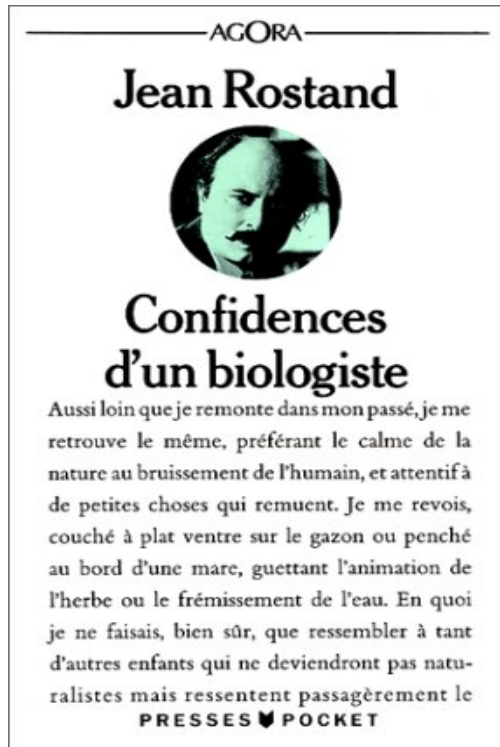 AGORA
Jean Rostand
Confidences
d'un biologiste
Aussi loin que je remonte dans mon passé, je me
retrouve le même, préférant le calme de la
nature au bruissement de l'humain, et attentif à
de petites choses qui remuent. Je me revois,
couché à plat ventre sur le gazon ou penché
au bord d'une mare, guettant l'animation de
l'herbe ou le frémissement de l'eau. En quoi
je ne faisais, bien sûr, que ressembler à tant
d'autres enfants qui ne deviendront pas natu-
ralistes mais ressentent passagèrement le
PRESSES POCKET